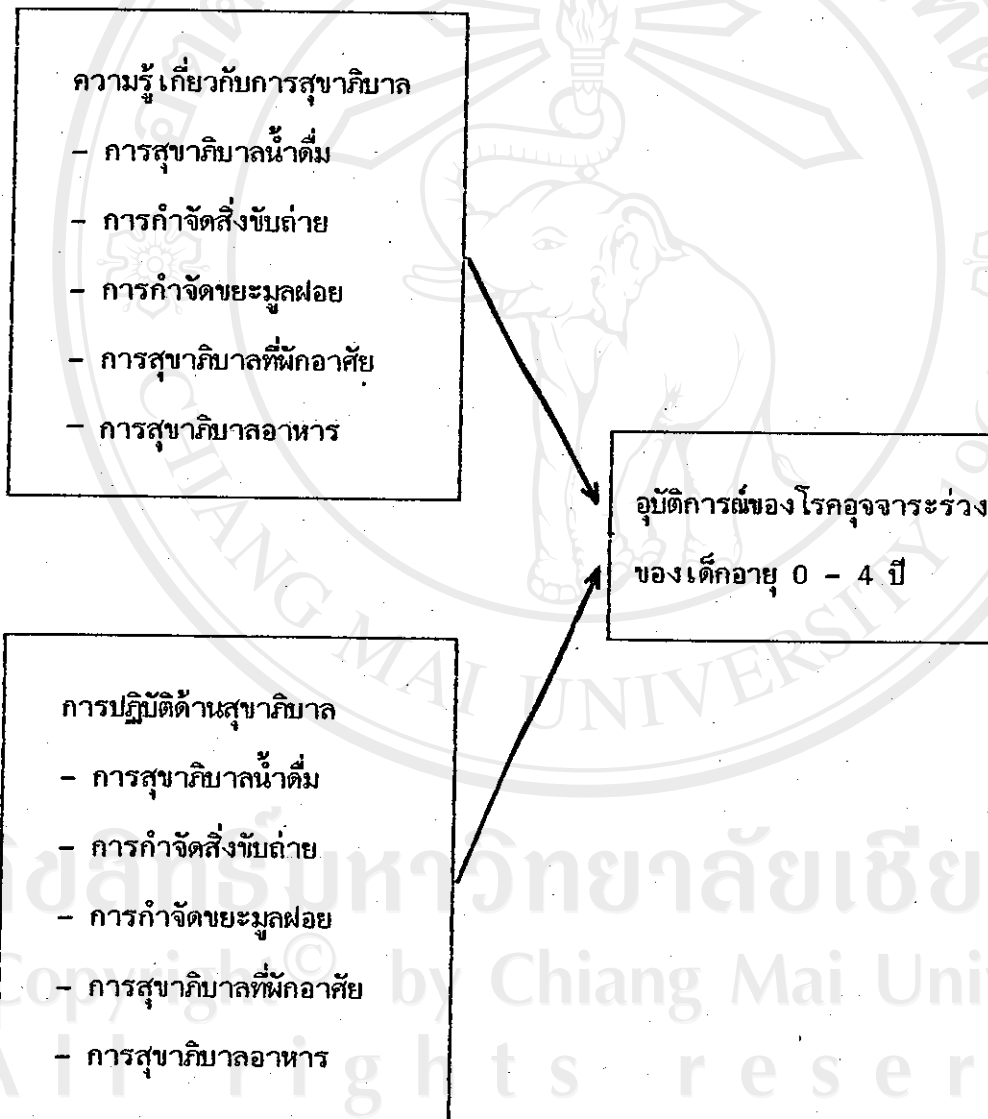 ความรู้เกี่ยวกับการสุขาภิบาล
- การสุขาภิบาลน้ำดื่ม
- การกำจัดสิ่งขับถ่าย
- การกำจัดขยะมูลฝอย
- การสุขาภิบาลที่พักอาศัย
- การสุขาภิบาลอาหาร
อุบัติการณ์ของโรคอุจจาระร่วง
ของเด็กอายุ 0 - 4 ปี
การปฏิบัติด้านสุขาภิบาล
- การสุขาภิบาลน้ำดื่ม
- การกำจัดสิ่งขับถ่าย
- การกำจัดขยะมูลฝอย
- การสุขาภิบาลที่พักอาศัย
- การสุขาภิบาลอาหาร
CHIANG MAI UNIVERSITY
Copyright © by Chiang Mai
All rights